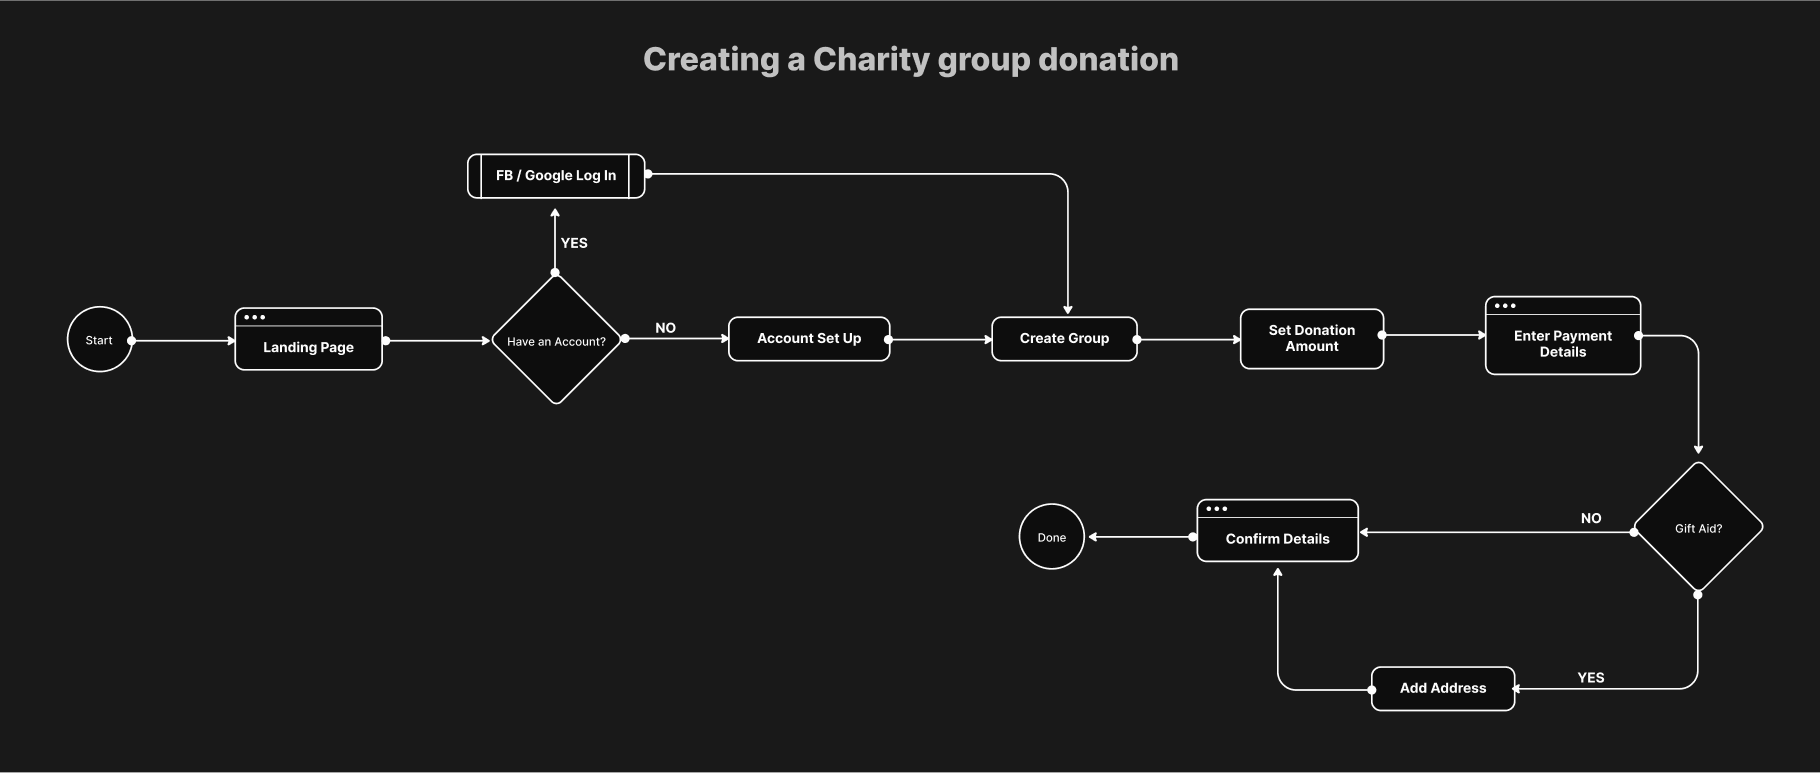 Creating a Charity group donation
FB / Google Log In
YES
Start
Landing Page
Have an Account?
NO
Account Set Up
Create Group
Set Donation
Amount
Enter Payment
Details
Gift Aid?
NO
Confirm Details
Done
YES
Add Address